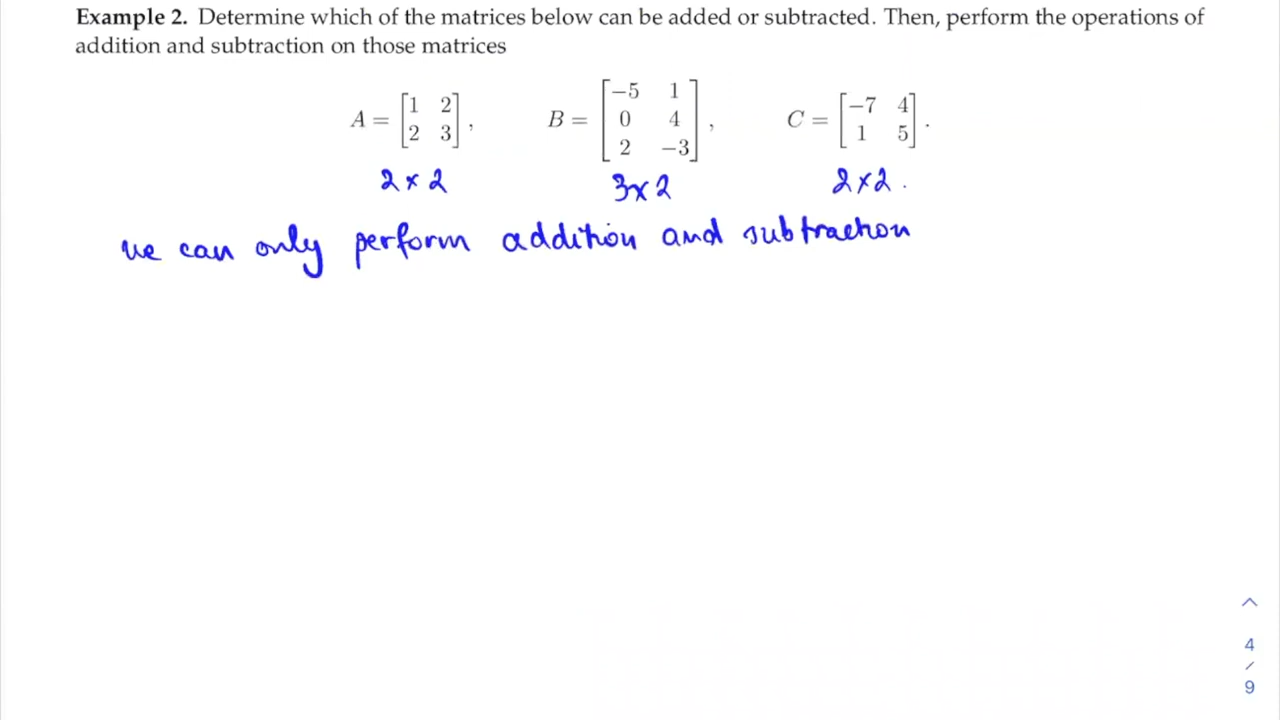 Example 2. Determine which of the matrices below can be added or subtracted. Then, perform the operations of
addition and subtraction on those matrices
A = [1 2; 2 3], B = [−5 1; 0 4; 2 −3], C = [−7 4; 1 5].
2 × 2 3×2 2×2.
we can only perform addition and subtraction
4
/
9